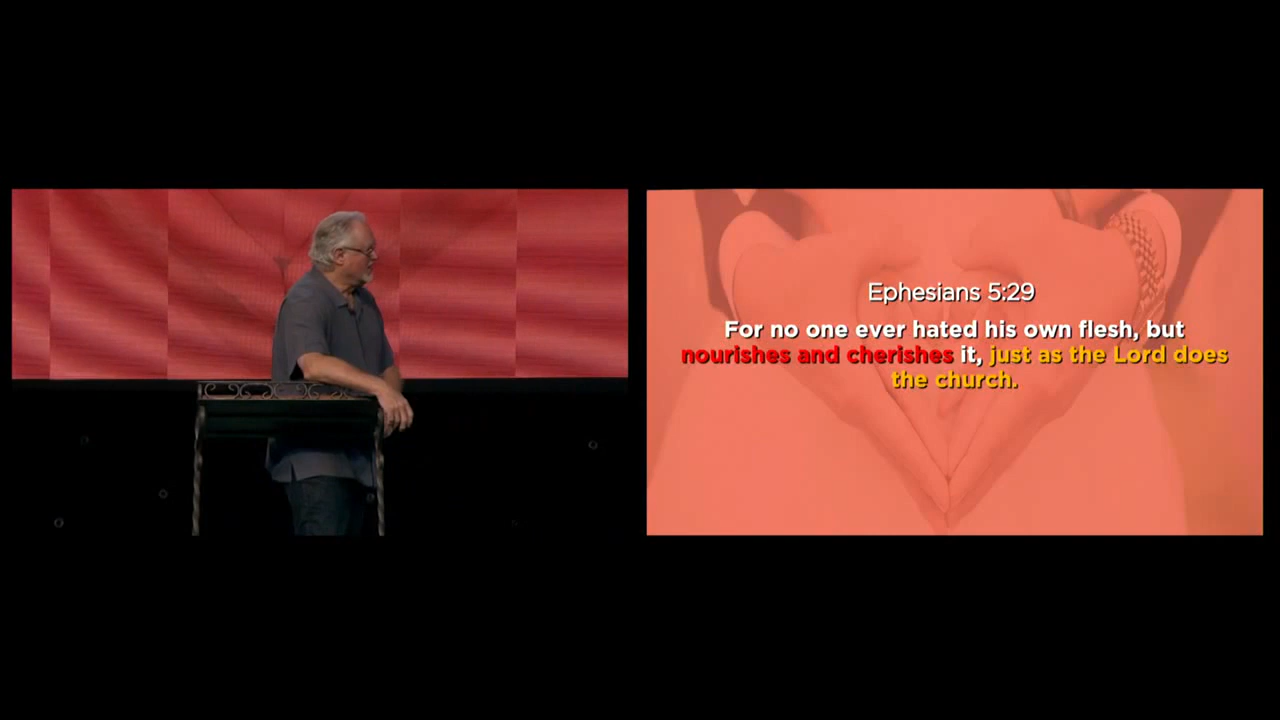 Ephesians 5:29
For no one ever hated his own flesh, but
nourishes and cherishes it, just as the Lord does
the church.